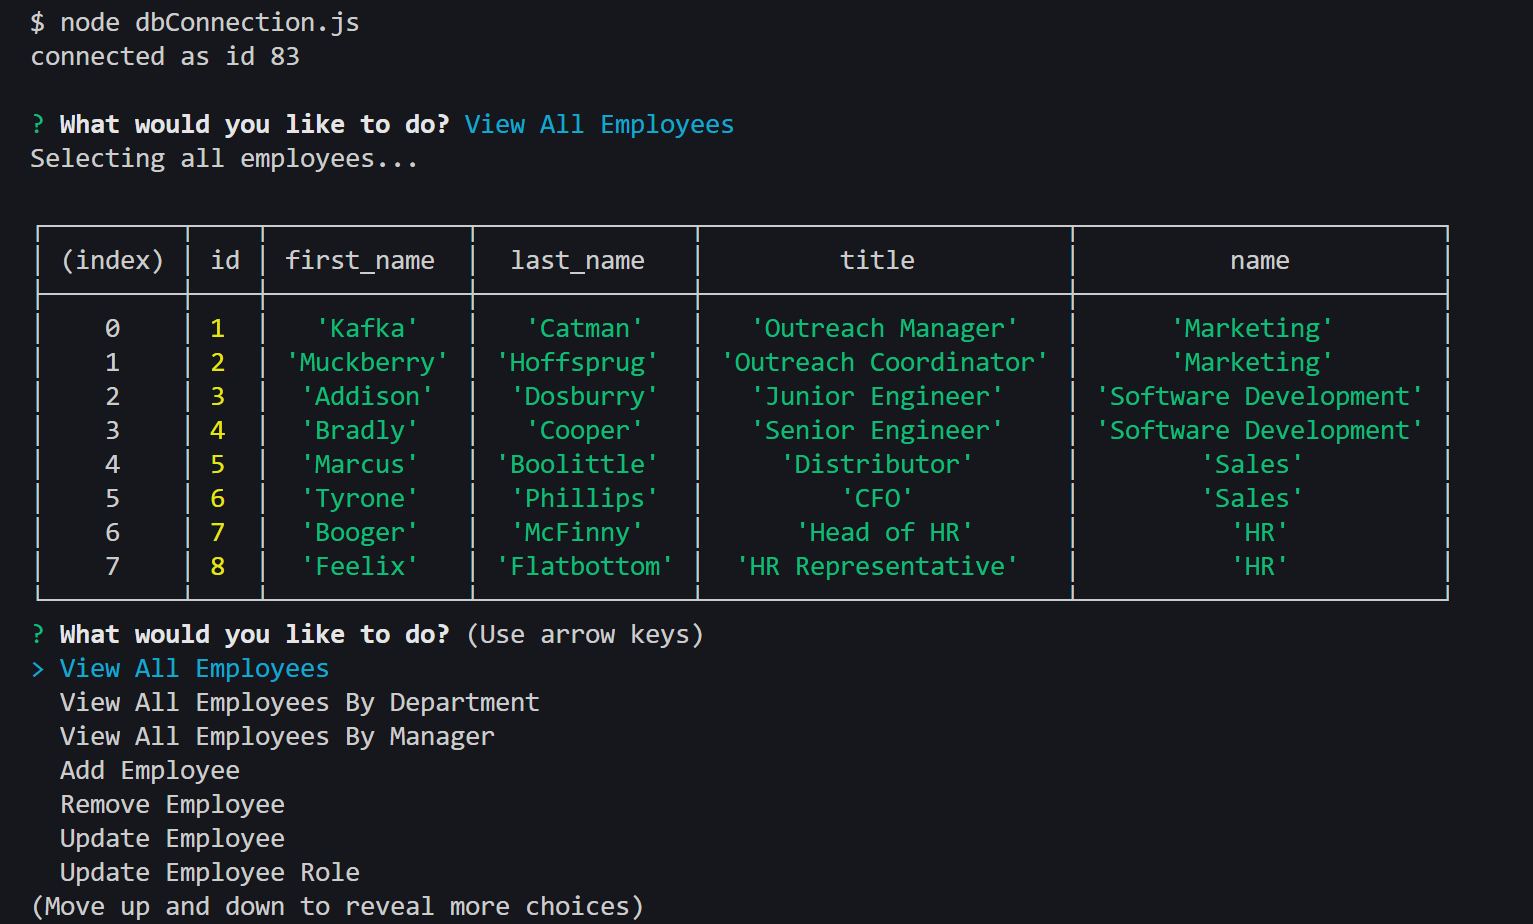 $ node dbConnection.js
connected as id 83
? What would you like to do? View All Employees
Selecting all employees...
(index) id first_name last_name title name
0 1 'Kafka' 'Catman' 'Outreach Manager' 'Marketing'
1 2 'Muckberry' 'Hoffsprug' 'Outreach Coordinator' 'Marketing'
2 3 'Addison' 'Dosburry' 'Junior Engineer' 'Software Development'
3 4 'Bradly' 'Cooper' 'Senior Engineer' 'Software Development'
4 5 'Marcus' 'Boolittle' 'Distributor' 'Sales'
5 6 'Tyrone' 'Phillips' 'CFO' 'Sales'
6 7 'Booger' 'McFinny' 'Head of HR' 'HR'
7 8 'Feelix' 'Flatbottom' 'HR Representative' 'HR'
? What would you like to do? (Use arrow keys)
> View All Employees
View All Employees By Department
View All Employees By Manager
Add Employee
Remove Employee
Update Employee
Update Employee Role
(Move up and down to reveal more choices)